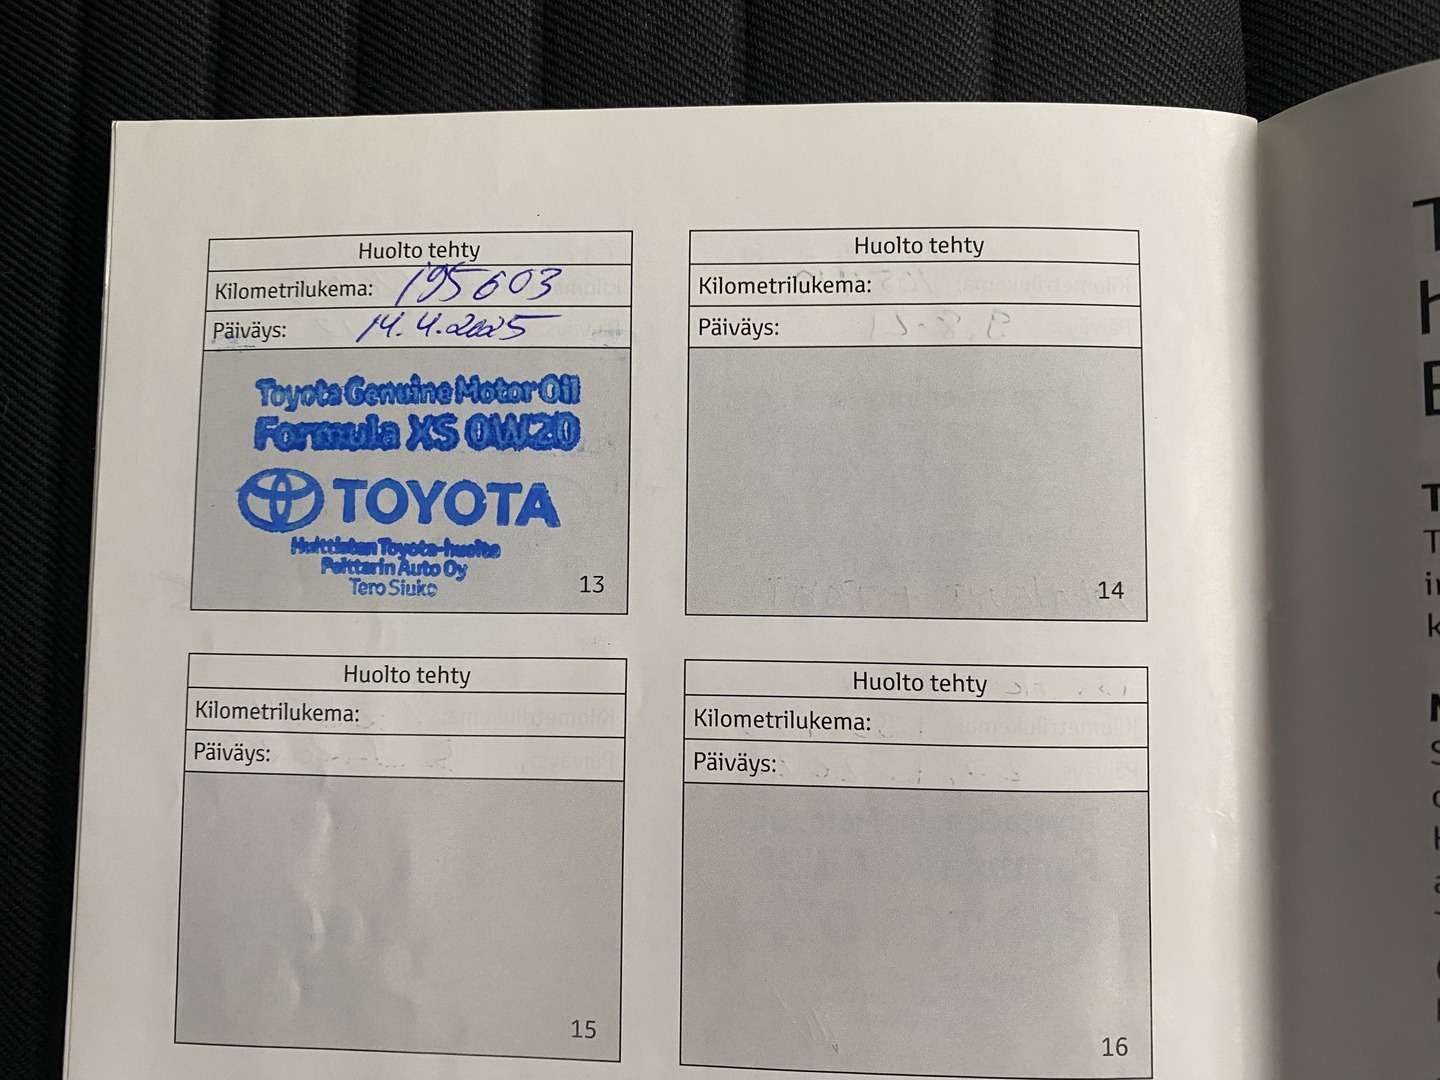 Huolto tehty
Kilometrilukema: 195603
Päiväys: 14.4.2025
Toyota Genuine Motor Oil
Formula XS 0W20
TOYOTA
Huittisten Toyota-huolto
Peltarin Auto Oy
Tero Siuko
13
Huolto tehty
Kilometrilukema:
Päiväys:
14
Huolto tehty
Kilometrilukema:
Päiväys:
15
Huolto tehty
Kilometrilukema:
Päiväys:
16